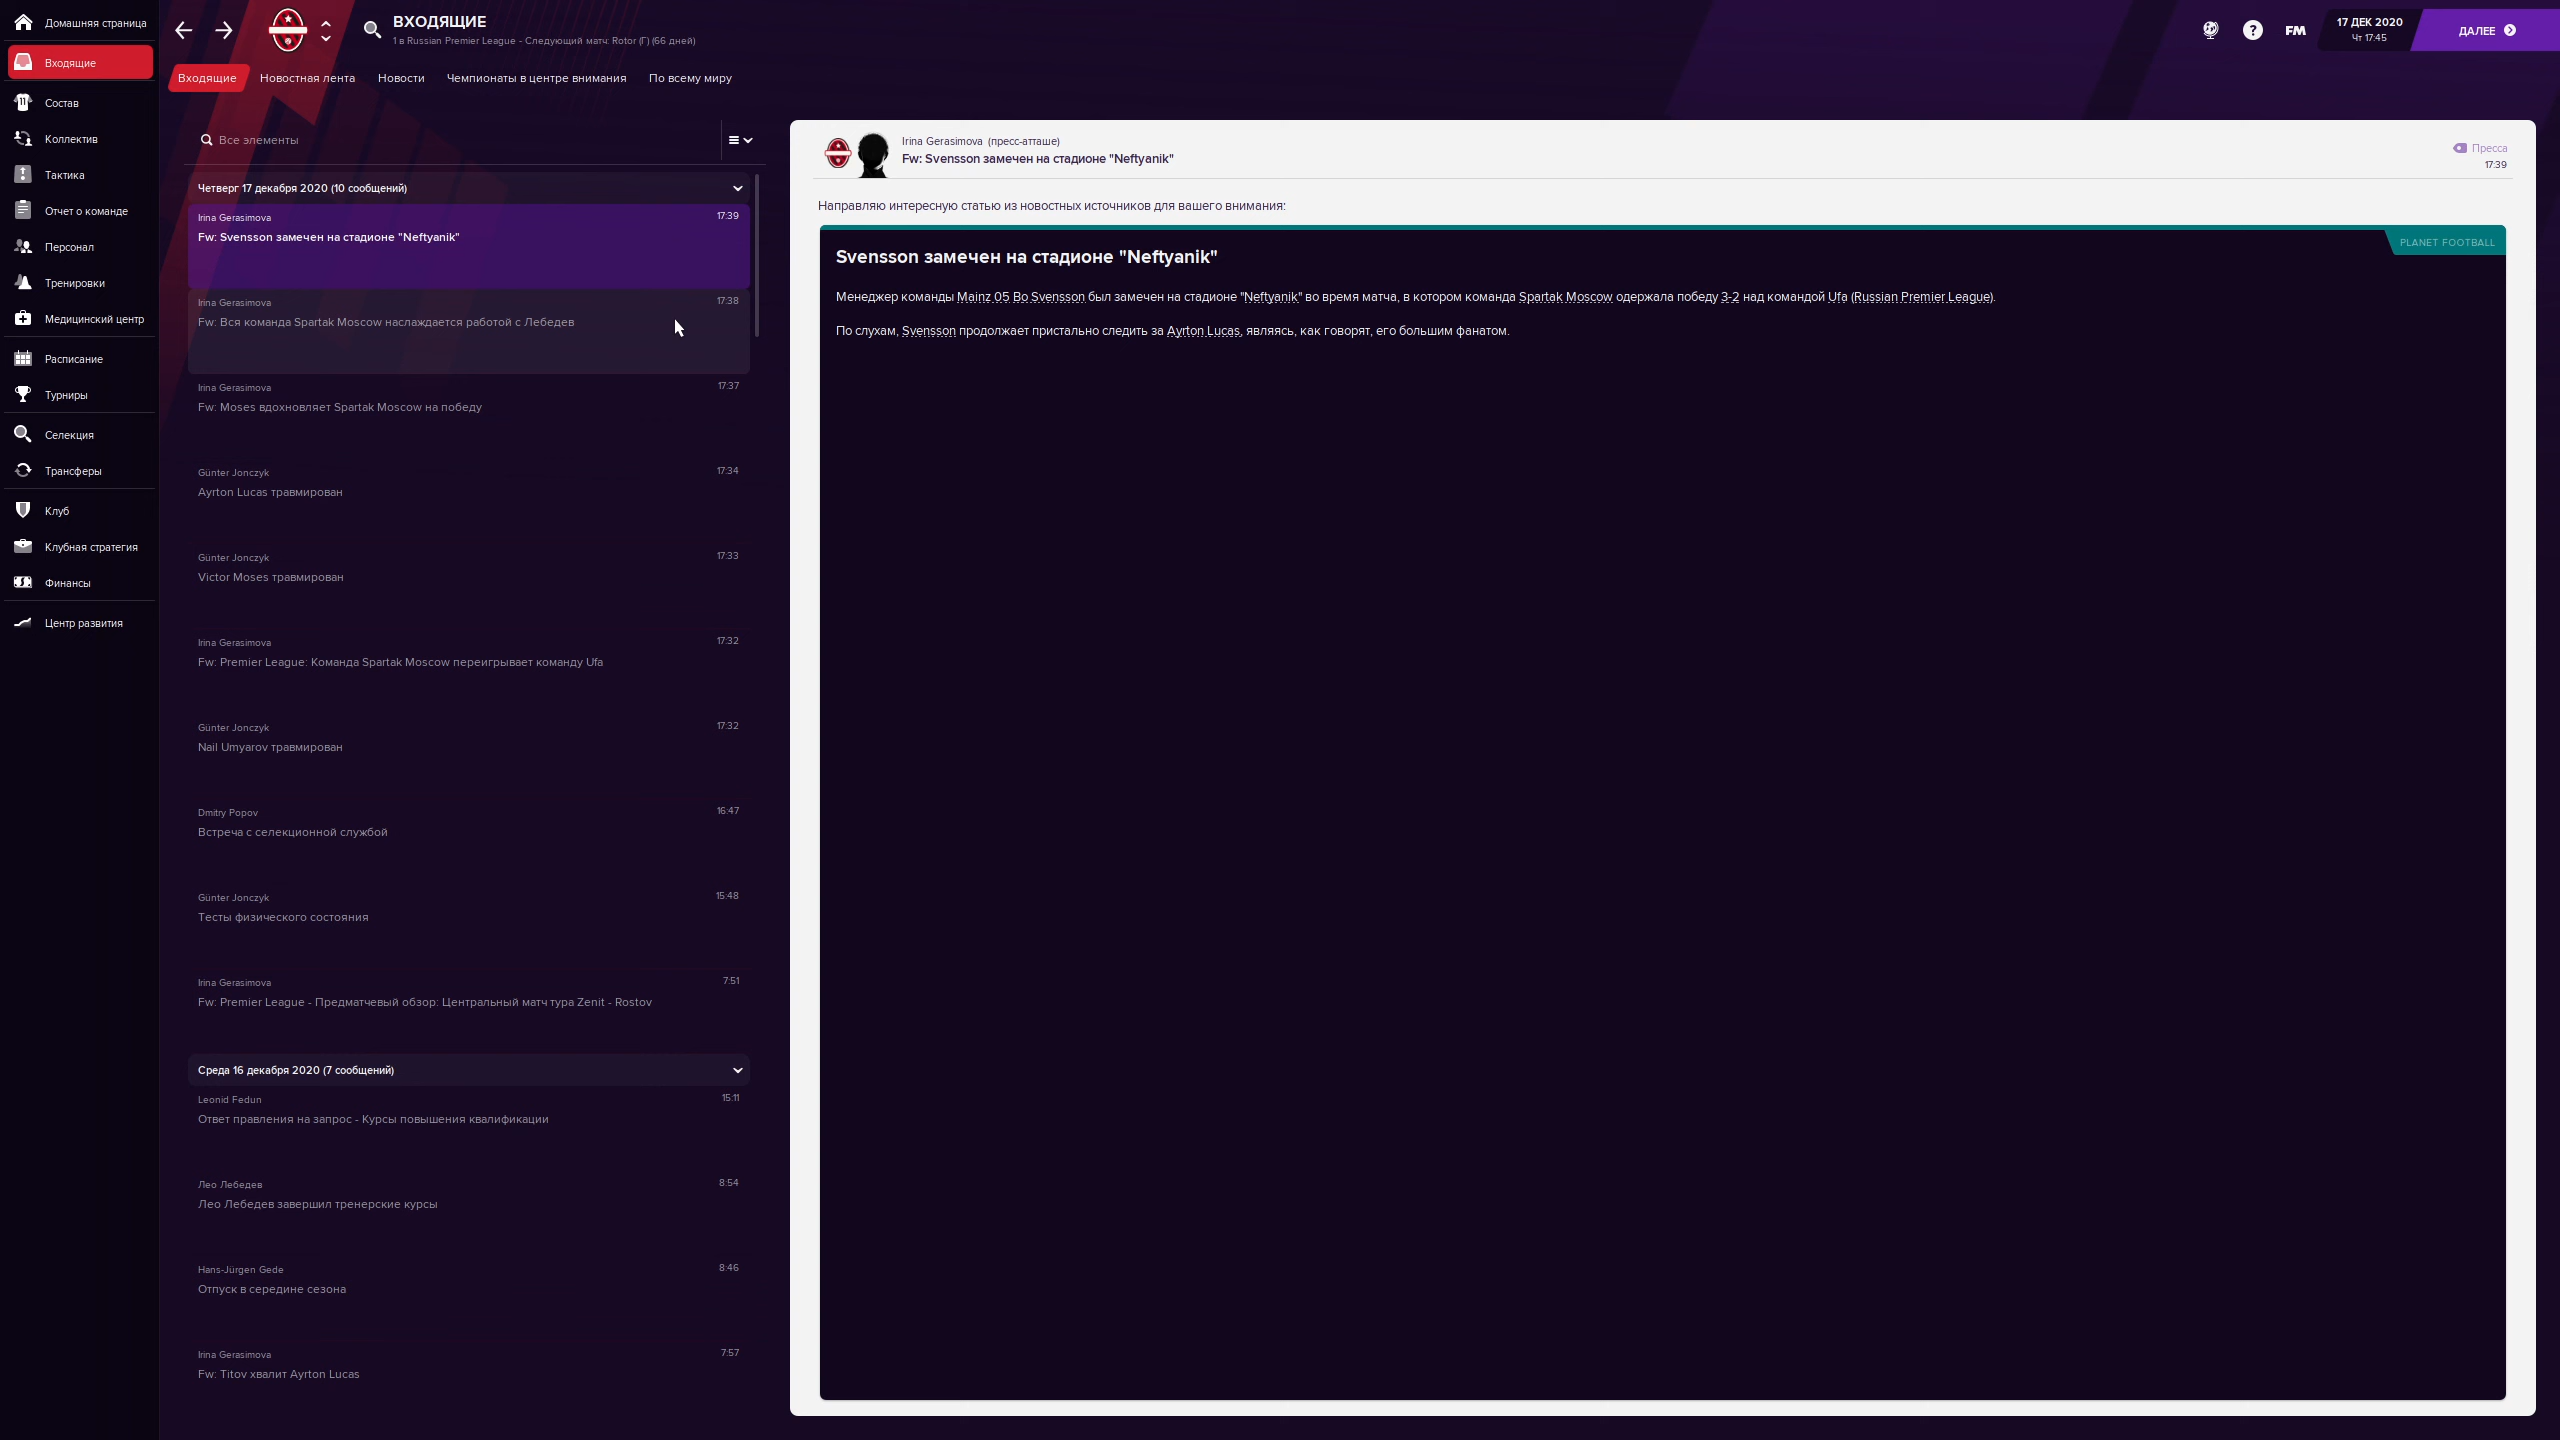 Домашняя страница
Входящие
Состав
Коллектив
Тактика
Отчет о команде
Персонал
Тренировки
Медицинский центр
Расписание
Турниры
Селекция
Трансферы
Клуб
Клубная стратегия
Финансы
Центр развития
ВХОДЯЩИЕ
1 в Russian Premier League - Следующий матч: Rotor (Г) (66 дней)
FM
17 ДЕК 2020
Чт 17:45
ДАЛЕЕ
Входящие Новостная лента Новости Чемпионаты в центре внимания По всему миру
Все элементы
Четверг 17 декабря 2020 (10 сообщений)
Irina Gerasimova 17:39
Fw: Svensson замечен на стадионе "Neftyanik"
Irina Gerasimova 17:38
Fw: Вся команда Spartak Moscow наслаждается работой с Лебедев
Irina Gerasimova 17:37
Fw: Moses вдохновляет Spartak Moscow на победу
Günter Jonczyk 17:34
Ayrton Lucas травмирован
Günter Jonczyk 17:33
Victor Moses травмирован
Irina Gerasimova 17:32
Fw: Premier League: Команда Spartak Moscow переигрывает команду Ufa
Günter Jonczyk 17:32
Nail Umyarov травмирован
Dmitry Popov 16:47
Встреча с селекционной службой
Günter Jonczyk 15:48
Тесты физического состояния
Irina Gerasimova 7:51
Fw: Premier League - Предматчевый обзор: Центральный матч тура Zenit - Rostov
Среда 16 декабря 2020 (7 сообщений)
Leonid Fedun 15:11
Ответ правления на запрос - Курсы повышения квалификации
Лео Лебедев 8:54
Лео Лебедев завершил тренерские курсы
Hans-Jürgen Gede 8:46
Отпуск в середине сезона
Irina Gerasimova 7:57
Fw: Titov хвалит Ayrton Lucas
Irina Gerasimova (пресс-атташе)
Fw: Svensson замечен на стадионе "Neftyanik"
Пресса
17:39
Направляю интересную статью из новостных источников для вашего внимания:
PLANET FOOTBALL
Svensson замечен на стадионе "Neftyanik"
Менеджер команды Mainz 05 Bo Svensson был замечен на стадионе "Neftyanik" во время матча, в котором команда Spartak Moscow одержала победу 3-2 над командой Ufa (Russian Premier League).
По слухам, Svensson продолжает пристально следить за Ayrton Lucas, являясь, как говорят, его большим фанатом.